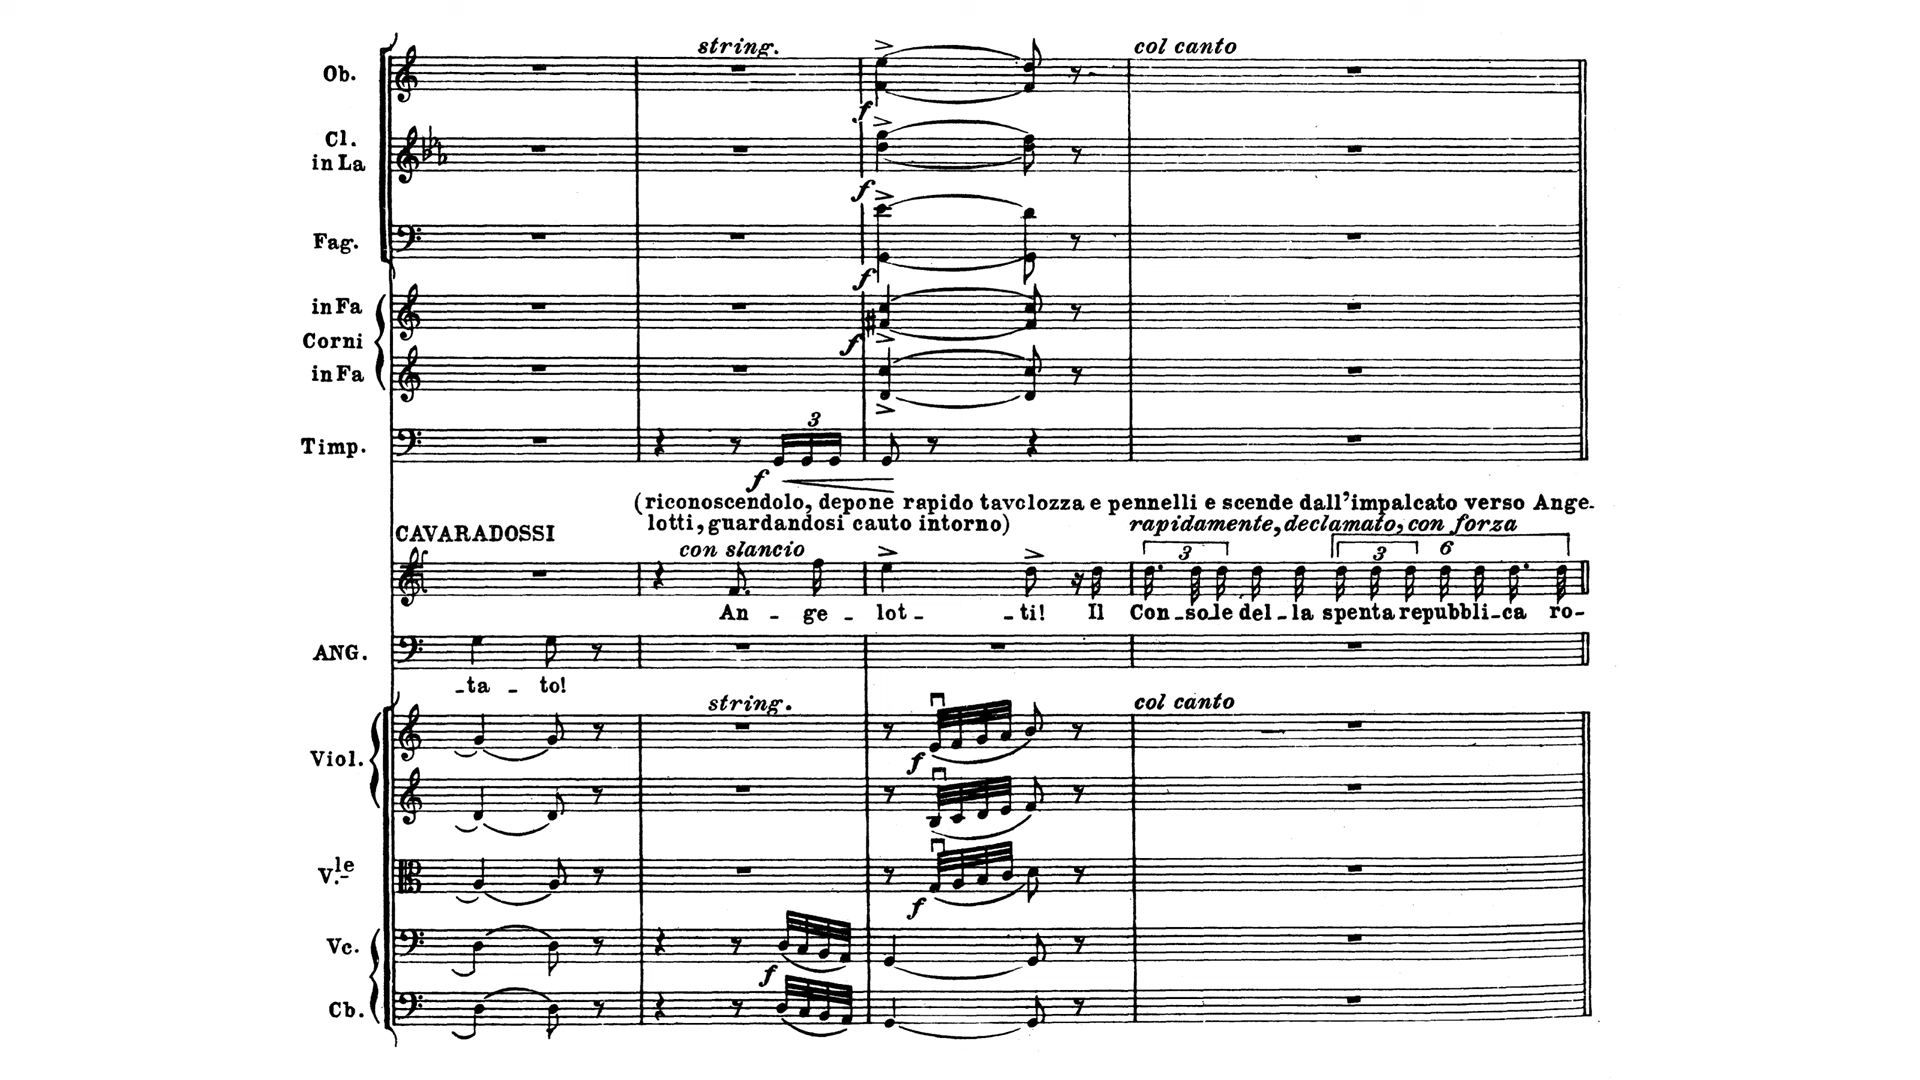 string.
col canto
Ob.
Cl.
in La
f
f
Fag.
f
in Fa
Corni
in Fa
f
3
Timp.
f
(riconoscendolo, depone rapido tavolozza e pennelli e scende dall'impalcato verso Ange-
lotti, guardandosi cauto intorno)
rapidamente, declamato, con forza
CAVARADOSSI
con slancio
3
3
6
An - ge - lot - - ti! Il Con - so le del - la spenta repubbli - ca ro-
ANG.
-ta - to!
string.
col canto
Viol.
f
V.le
f
Vc.
f
Cb.